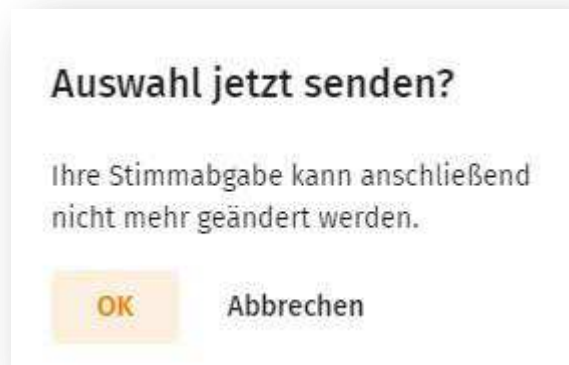 Auswahl jetzt senden?
Ihre Stimmabgabe kann anschließend
nicht mehr geändert werden.
OK Abbrechen